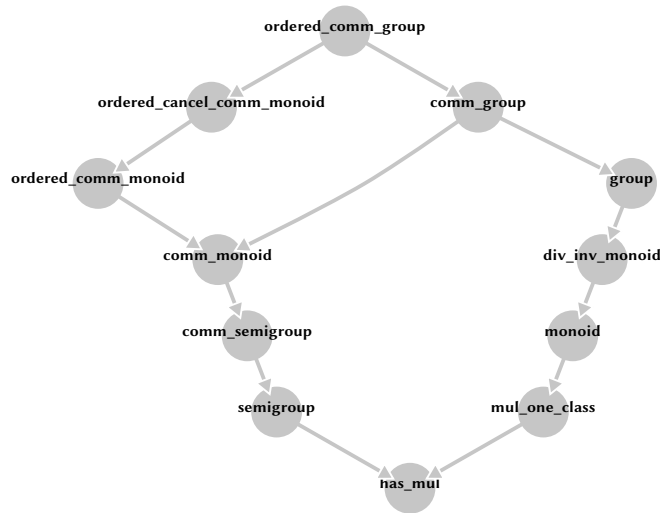 ordered_comm_group
ordered_cancel_comm_monoid
comm_group
ordered_comm_monoid
group
comm_monoid
div_inv_monoid
comm_semigroup
monoid
semigroup
mul_one_class
has_mul